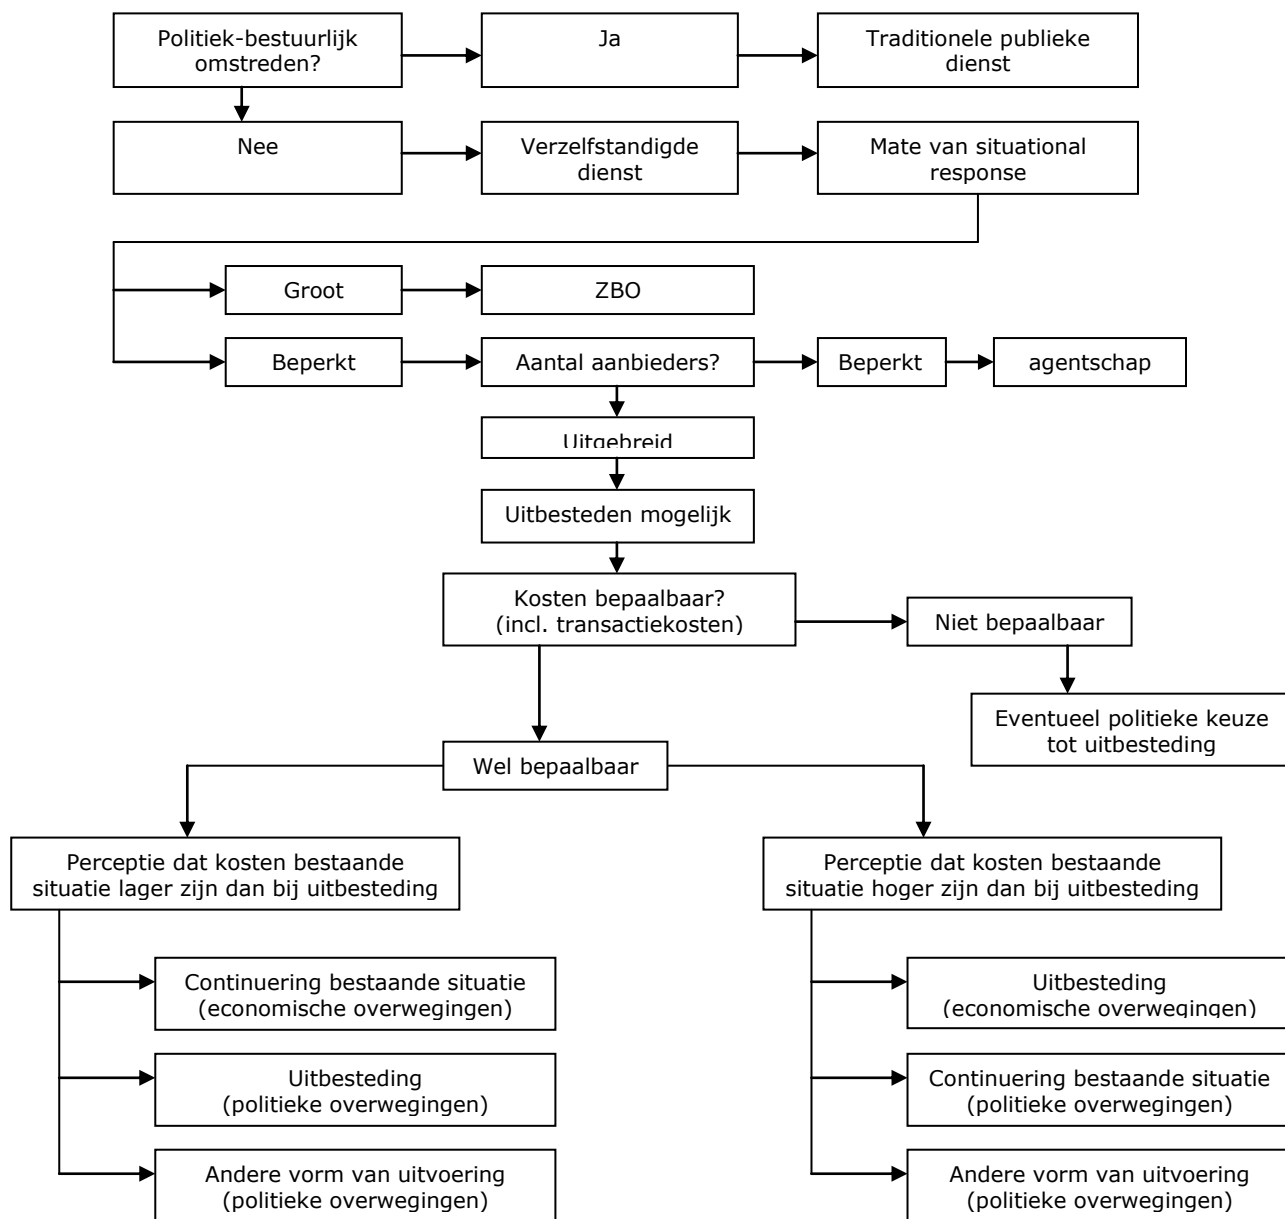 Politiek-bestuurlijk
omstreden?
Ja
Traditionele publieke
dienst
Nee
Verzelfstandigde
dienst
Mate van situational
response
Groot
ZBO
Beperkt
Aantal aanbieders?
Beperkt
agentschap
Uitgebreid
Uitbesteden mogelijk
Kosten bepaalbaar?
(incl. transactiekosten)
Niet bepaalbaar
Eventueel politieke keuze
tot uitbesteding
Wel bepaalbaar
Perceptie dat kosten bestaande
situatie lager zijn dan bij uitbesteding
Perceptie dat kosten bestaande
situatie hoger zijn dan bij uitbesteding
Continuering bestaande situatie
(economische overwegingen)
Uitbesteding
(economische overwegingen)
Uitbesteding
(politieke overwegingen)
Continuering bestaande situatie
(politieke overwegingen)
Andere vorm van uitvoering
(politieke overwegingen)
Andere vorm van uitvoering
(politieke overwegingen)